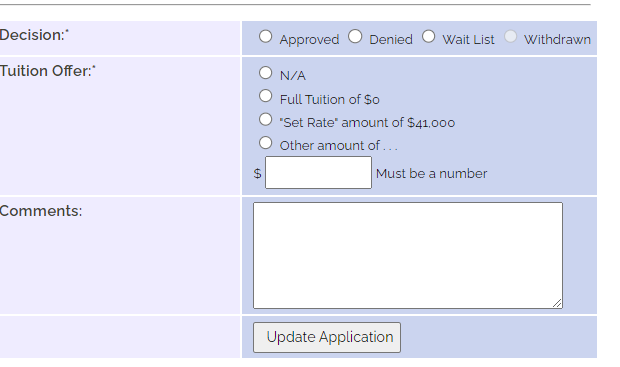 Decision:*
Approved Denied Wait List Withdrawn
Tuition Offer:*
N/A
Full Tuition of $0
"Set Rate" amount of $41,000
Other amount of . . .
$ Must be a number
Comments:
Update Application